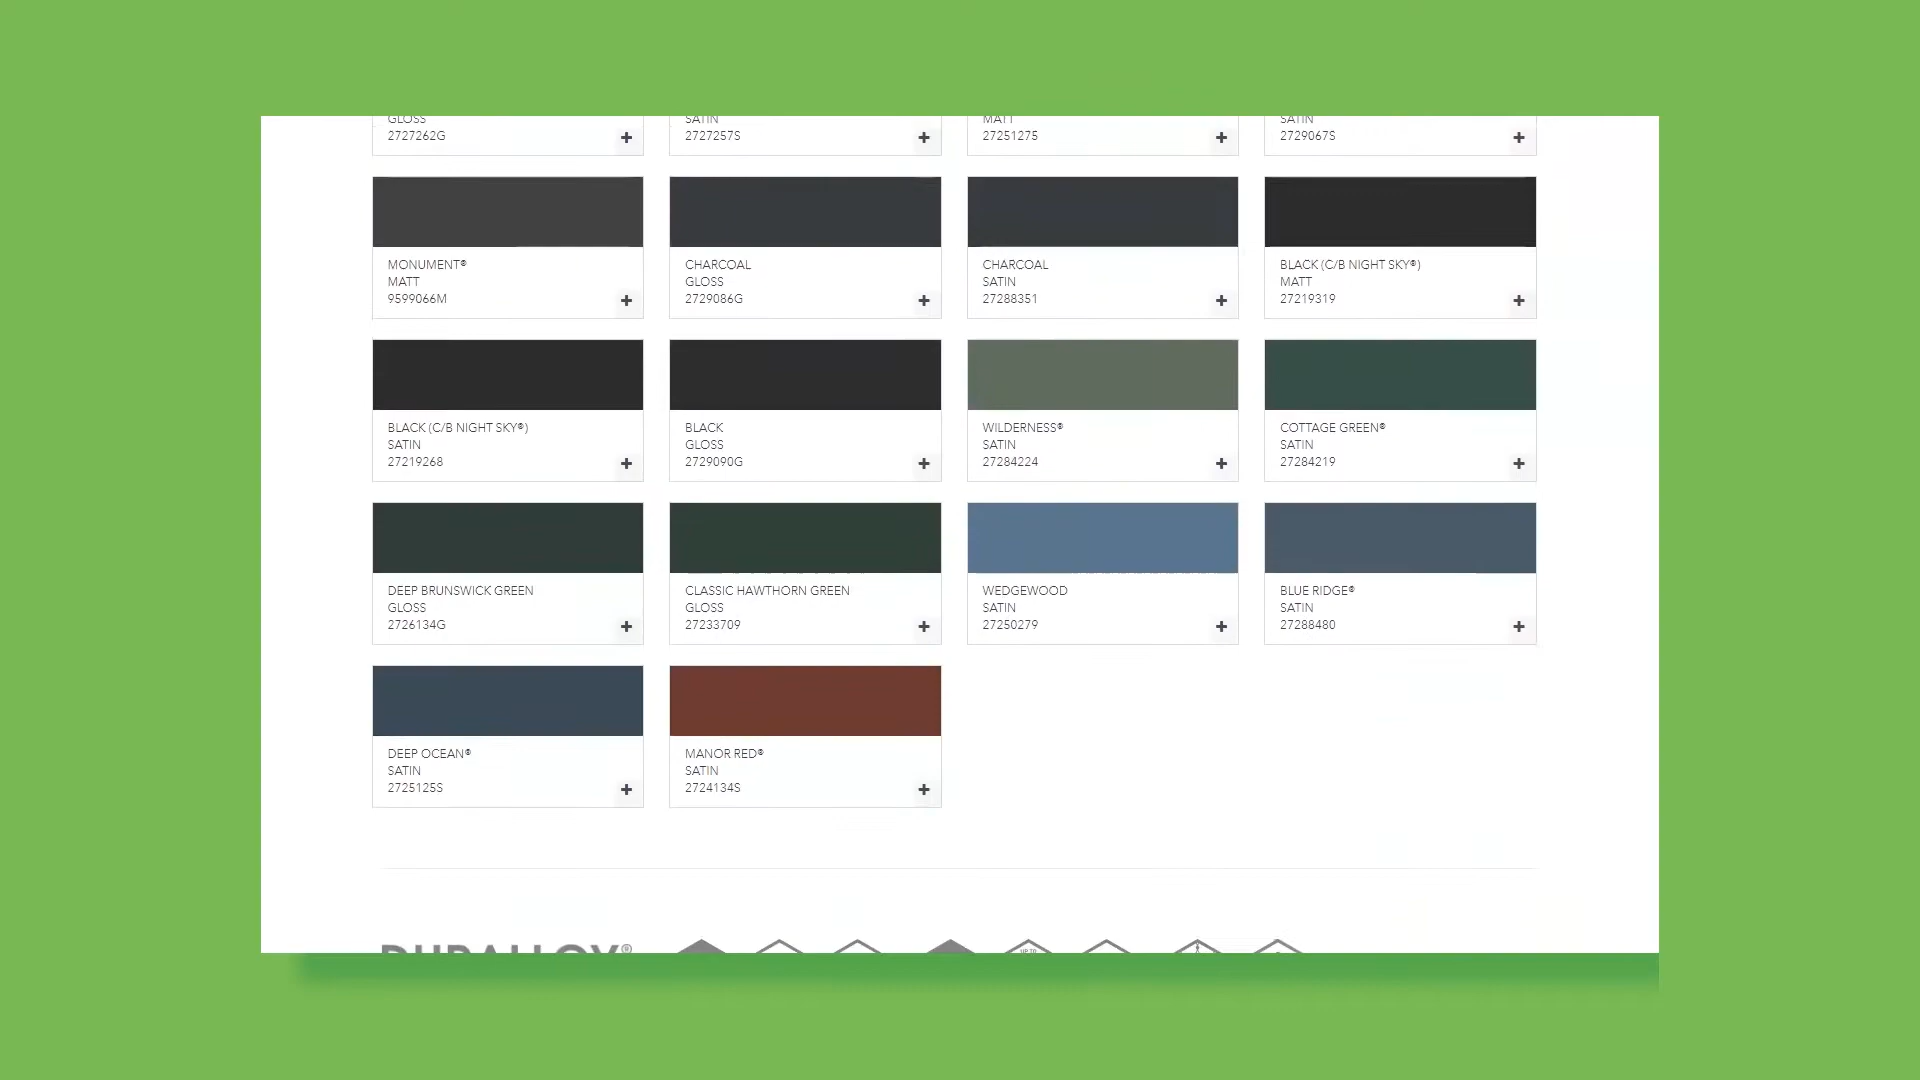 GLOSS
2727262G
SATIN
2727257S
MATT
27251275
SATIN
2729067S
MONUMENT®
MATT
9599066M
CHARCOAL
GLOSS
2729086G
CHARCOAL
SATIN
27288351
BLACK (C/B NIGHT SKY®)
MATT
27219319
BLACK (C/B NIGHT SKY®)
SATIN
27219268
BLACK
GLOSS
2729090G
WILDERNESS®
SATIN
27284224
COTTAGE GREEN®
SATIN
27284219
DEEP BRUNSWICK GREEN
GLOSS
2726134G
CLASSIC HAWTHORN GREEN
GLOSS
27233709
WEDGEWOOD
SATIN
27250279
BLUE RIDGE®
SATIN
27288480
DEEP OCEAN®
SATIN
2725125S
MANOR RED®
SATIN
2724134S
DURALLOY®